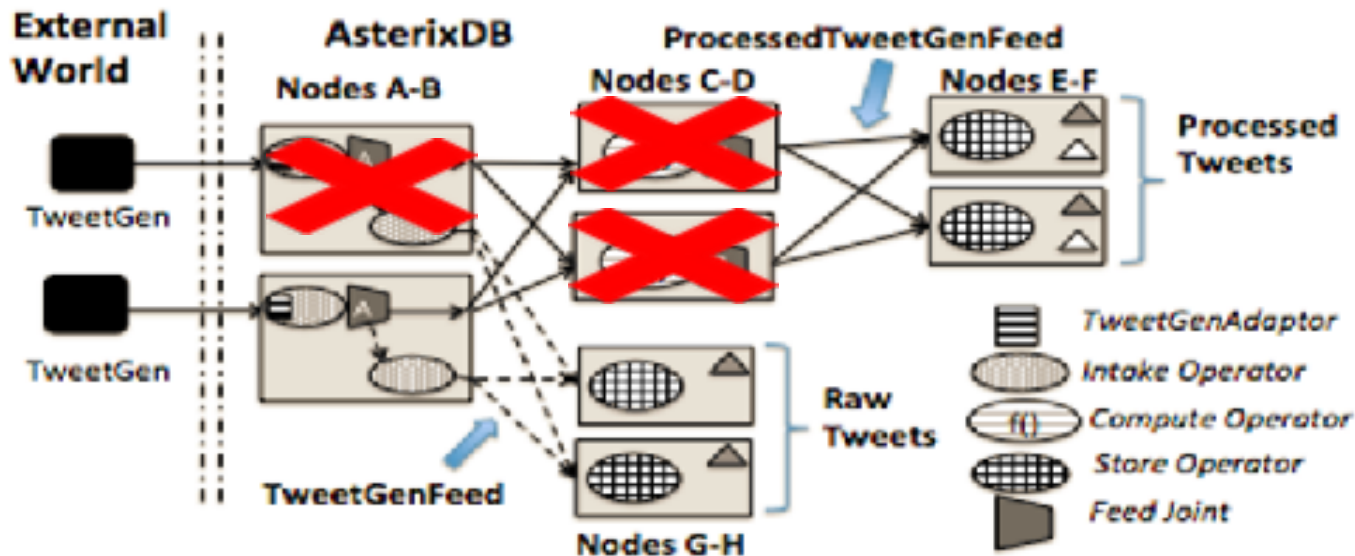 External
World
AsterixDB
ProcessedTweetGenFeed
Nodes A-B
Nodes C-D
Nodes E-F
A
TweetGen
Processed
Tweets
A
TweetGen
TweetGenAdaptor
Intake Operator
f() Compute Operator
Store Operator
Feed Joint
Raw
Tweets
TweetGenFeed
Nodes G-H